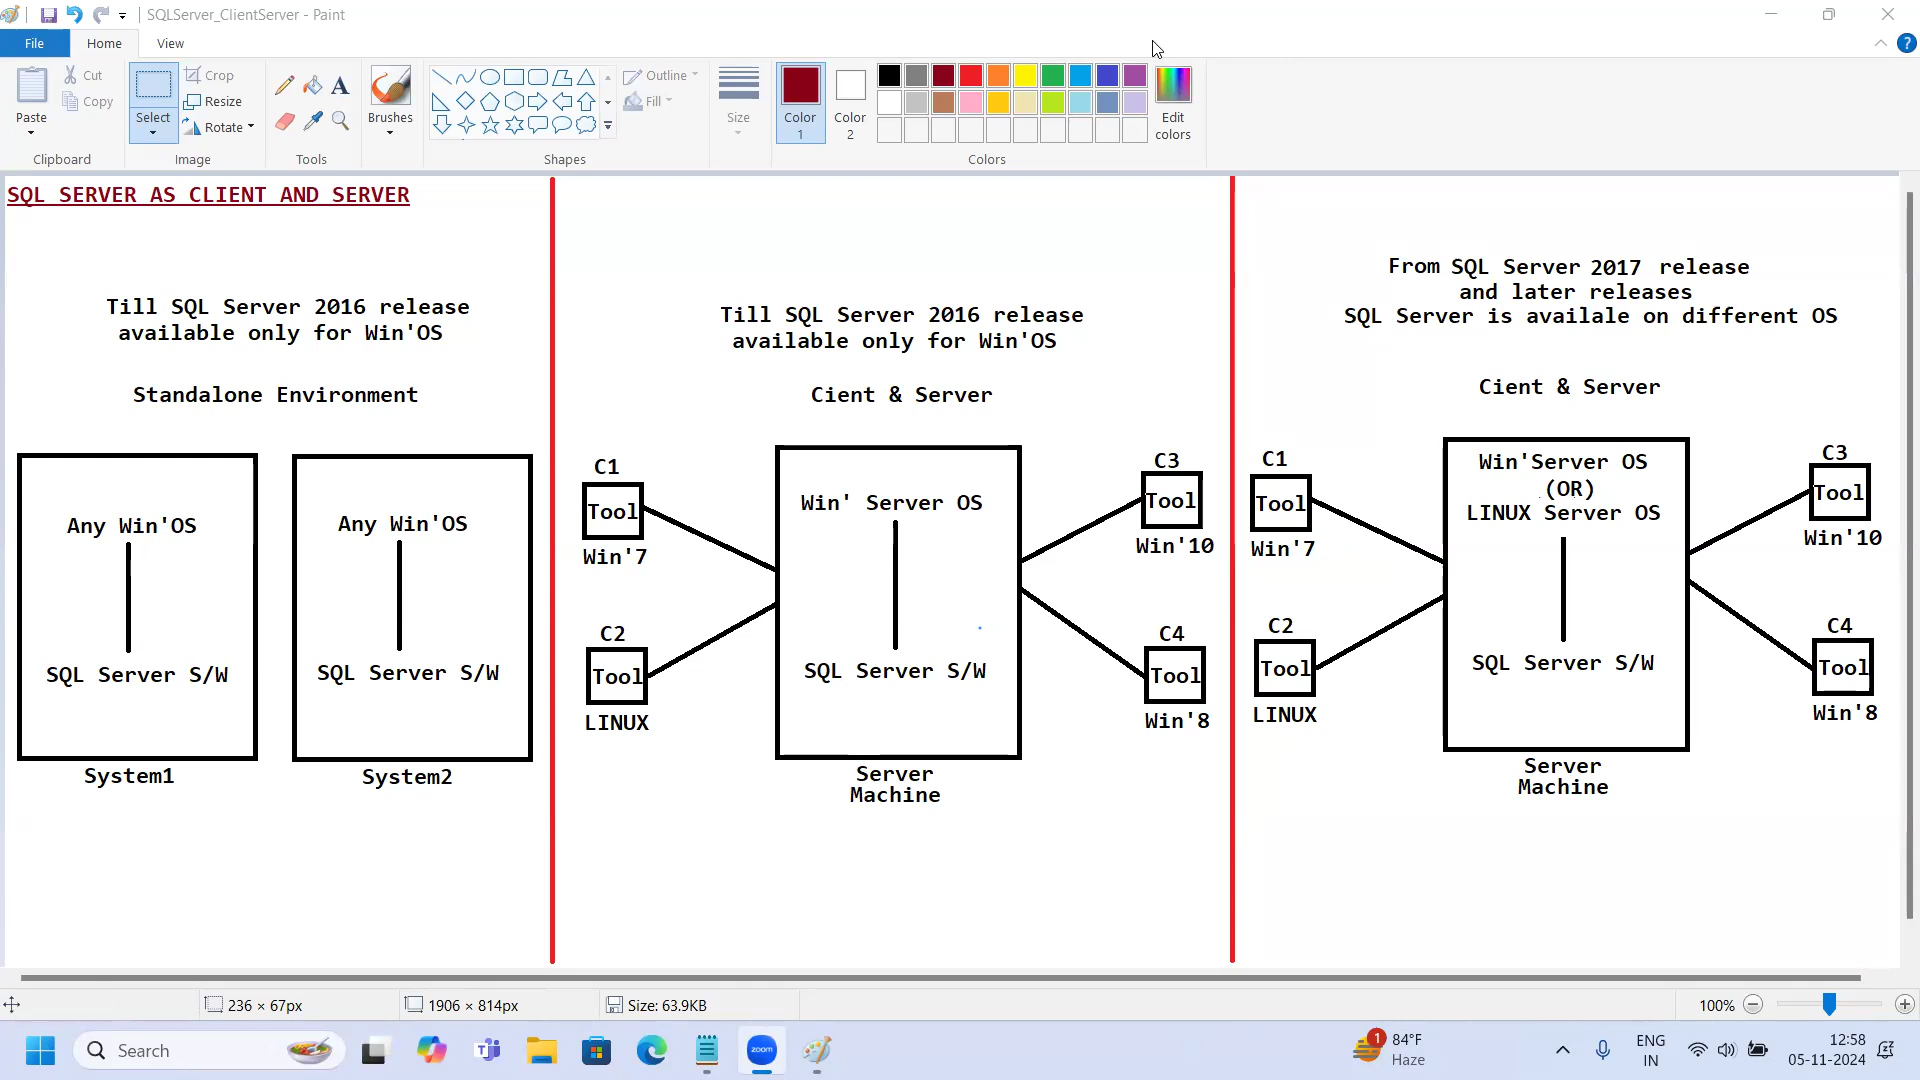 SQLServer_ClientServer - Paint
File
Home
View
Paste
Cut
Copy
Clipboard
Select
Crop
Resize
Rotate
Image
A
Tools
Brushes
Outline
Fill
Shapes
Size
Color 1
Color 2
Edit colors
Colors
SQL SERVER AS CLIENT AND SERVER
Till SQL Server 2016 release
available only for Win'OS
Standalone Environment
Any Win'OS
SQL Server S/W
System1
Any Win'OS
SQL Server S/W
System2
Till SQL Server 2016 release
available only for Win'OS
Cient & Server
C1
Tool
Win'7
C2
Tool
LINUX
Win' Server OS
SQL Server S/W
Server
Machine
C3
Tool
Win'10
C4
Tool
Win'8
From SQL Server 2017 release
and later releases
SQL Server is availale on different OS
Cient & Server
C1
Tool
Win'7
C2
Tool
LINUX
Win'Server OS
(OR)
LINUX Server OS
SQL Server S/W
Server
Machine
C3
Tool
Win'10
C4
Tool
Win'8
236 × 67px
1906 × 814px
Size: 63.9KB
100%
Search
zoom
1
84°F
Haze
ENG
IN
12:58
05-11-2024